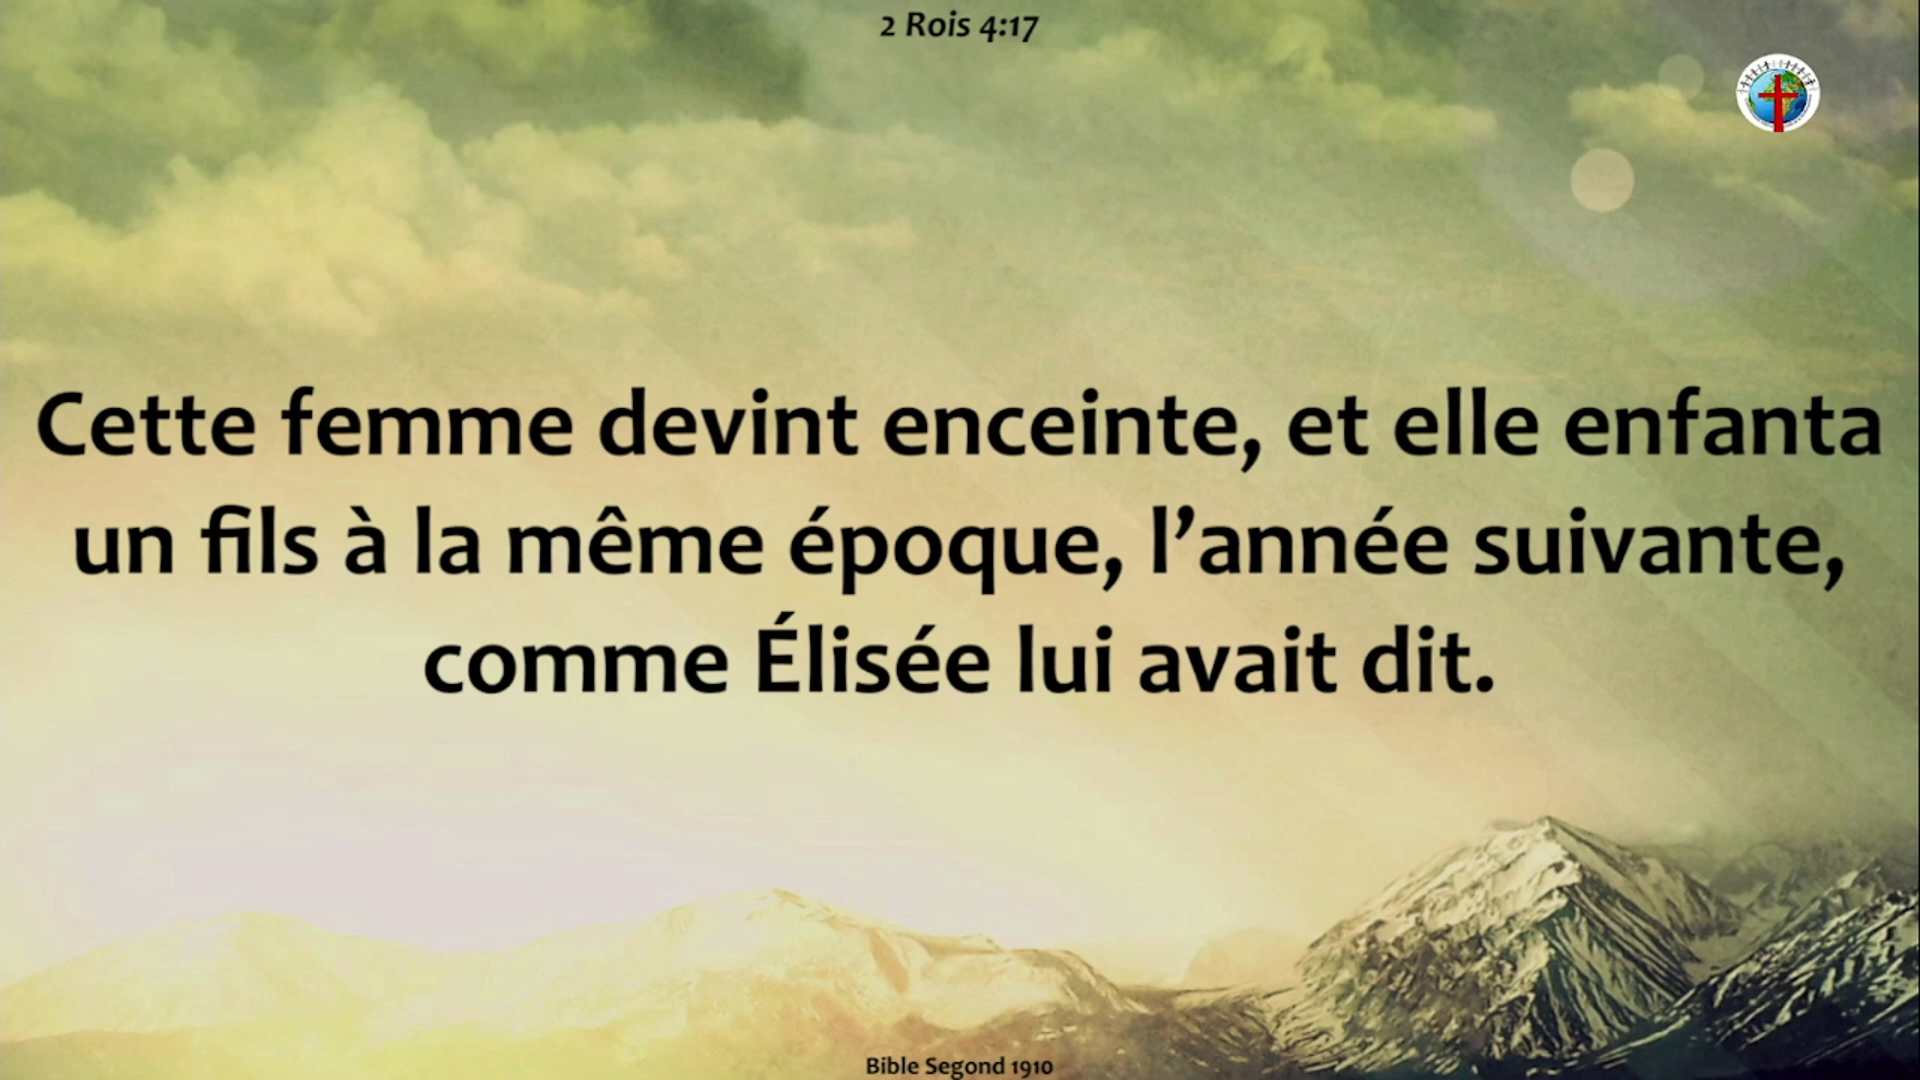 2 Rois 4:17
Cette femme devint enceinte, et elle enfanta
un fils à la même époque, l’année suivante,
comme Élisée lui avait dit.
Bible Segond 1910